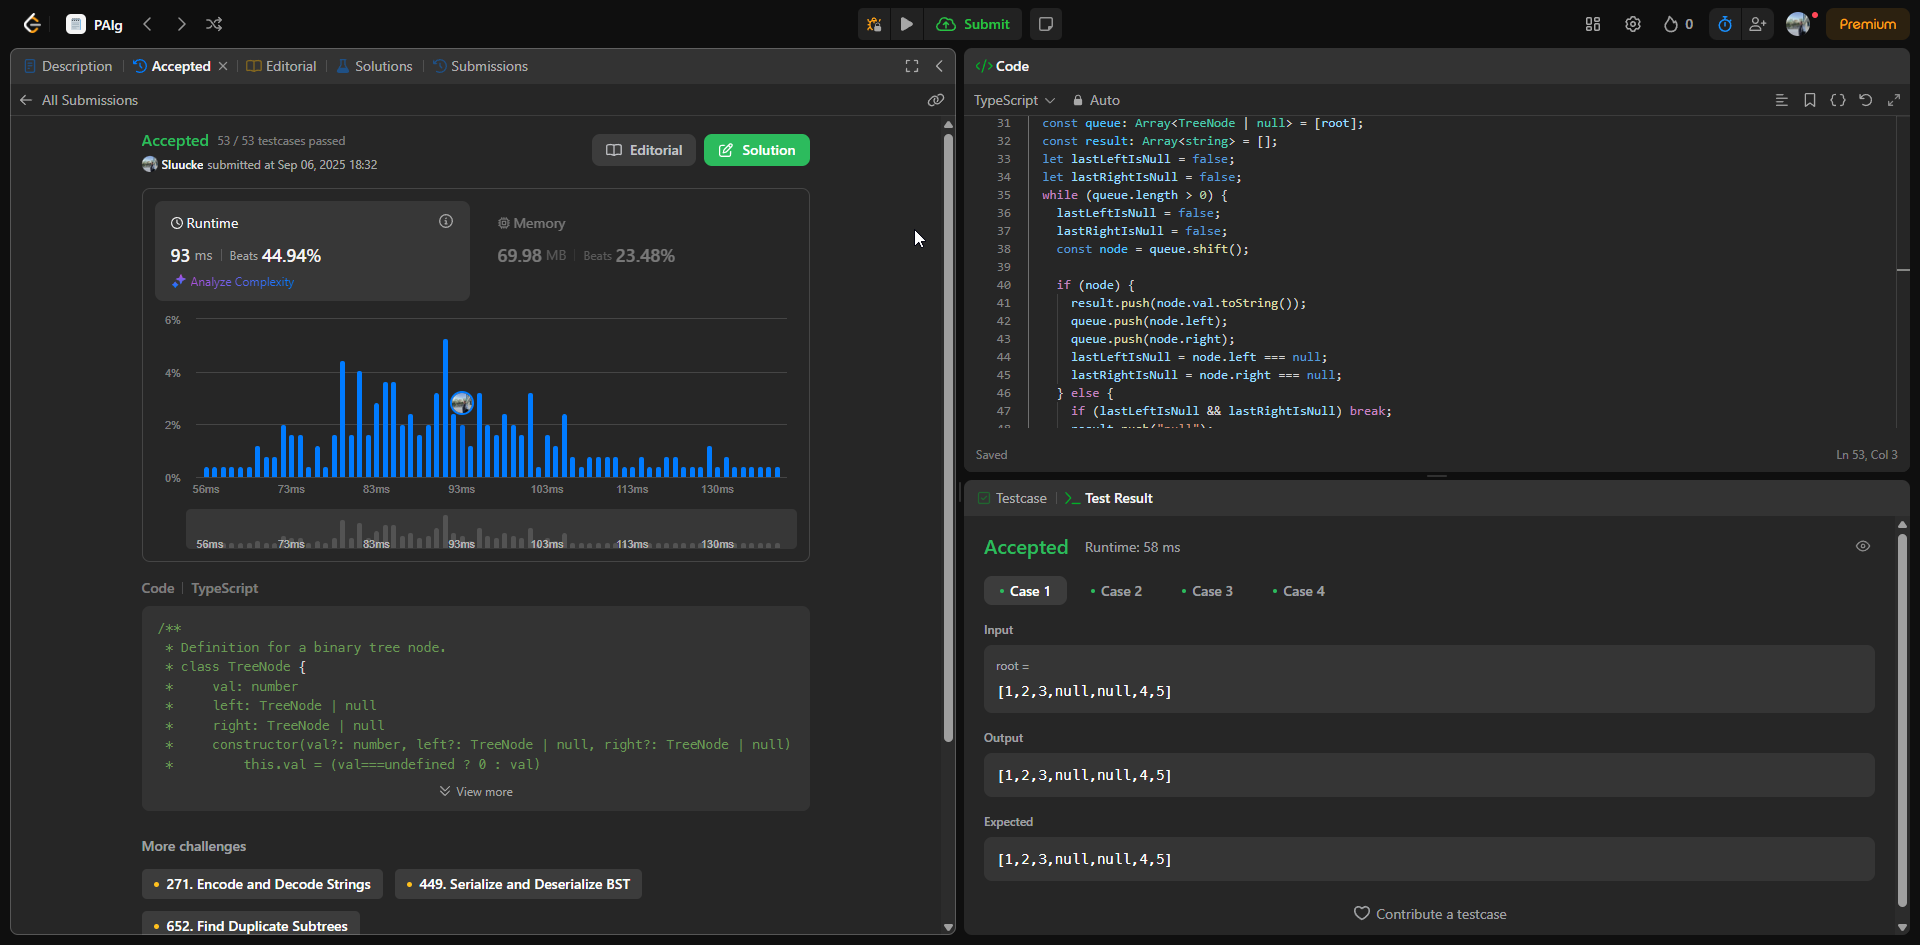 PAlg
Submit
0
Premium
Description
Accepted
Editorial
Solutions
Submissions
All Submissions
Accepted 53 / 53 testcases passed
Sluucke submitted at Sep 06, 2025 18:32
Editorial
Solution
Runtime
93 ms Beats 44.94%
Analyze Complexity
Memory
69.98 MB Beats 23.48%
6%
4%
2%
0%
56ms 73ms 83ms 93ms 103ms 113ms 130ms
56ms 73ms 83ms 93ms 103ms 113ms 130ms
Code | TypeScript
/**
* Definition for a binary tree node.
* class TreeNode {
*     val: number
*     left: TreeNode | null
*     right: TreeNode | null
*     constructor(val?: number, left?: TreeNode | null, right?: TreeNode | null)
*         this.val = (val===undefined ? 0 : val)
View more
More challenges
271. Encode and Decode Strings
449. Serialize and Deserialize BST
652. Find Duplicate Subtrees
</> Code
TypeScript
Auto
31 const queue: Array<TreeNode | null> = [root];
32 const result: Array<string> = [];
33 let lastLeftIsNull = false;
34 let lastRightIsNull = false;
35 while (queue.length > 0) {
36 lastLeftIsNull = false;
37 lastRightIsNull = false;
38 const node = queue.shift();
39
40 if (node) {
41 result.push(node.val.toString());
42 queue.push(node.left);
43 queue.push(node.right);
44 lastLeftIsNull = node.left === null;
45 lastRightIsNull = node.right === null;
46 } else {
47 if (lastLeftIsNull && lastRightIsNull) break;
48 result.push("null");
Saved
Ln 53, Col 3
Testcase
>_ Test Result
Accepted Runtime: 58 ms
Case 1
Case 2
Case 3
Case 4
Input
root =
[1,2,3,null,null,4,5]
Output
[1,2,3,null,null,4,5]
Expected
[1,2,3,null,null,4,5]
Contribute a testcase